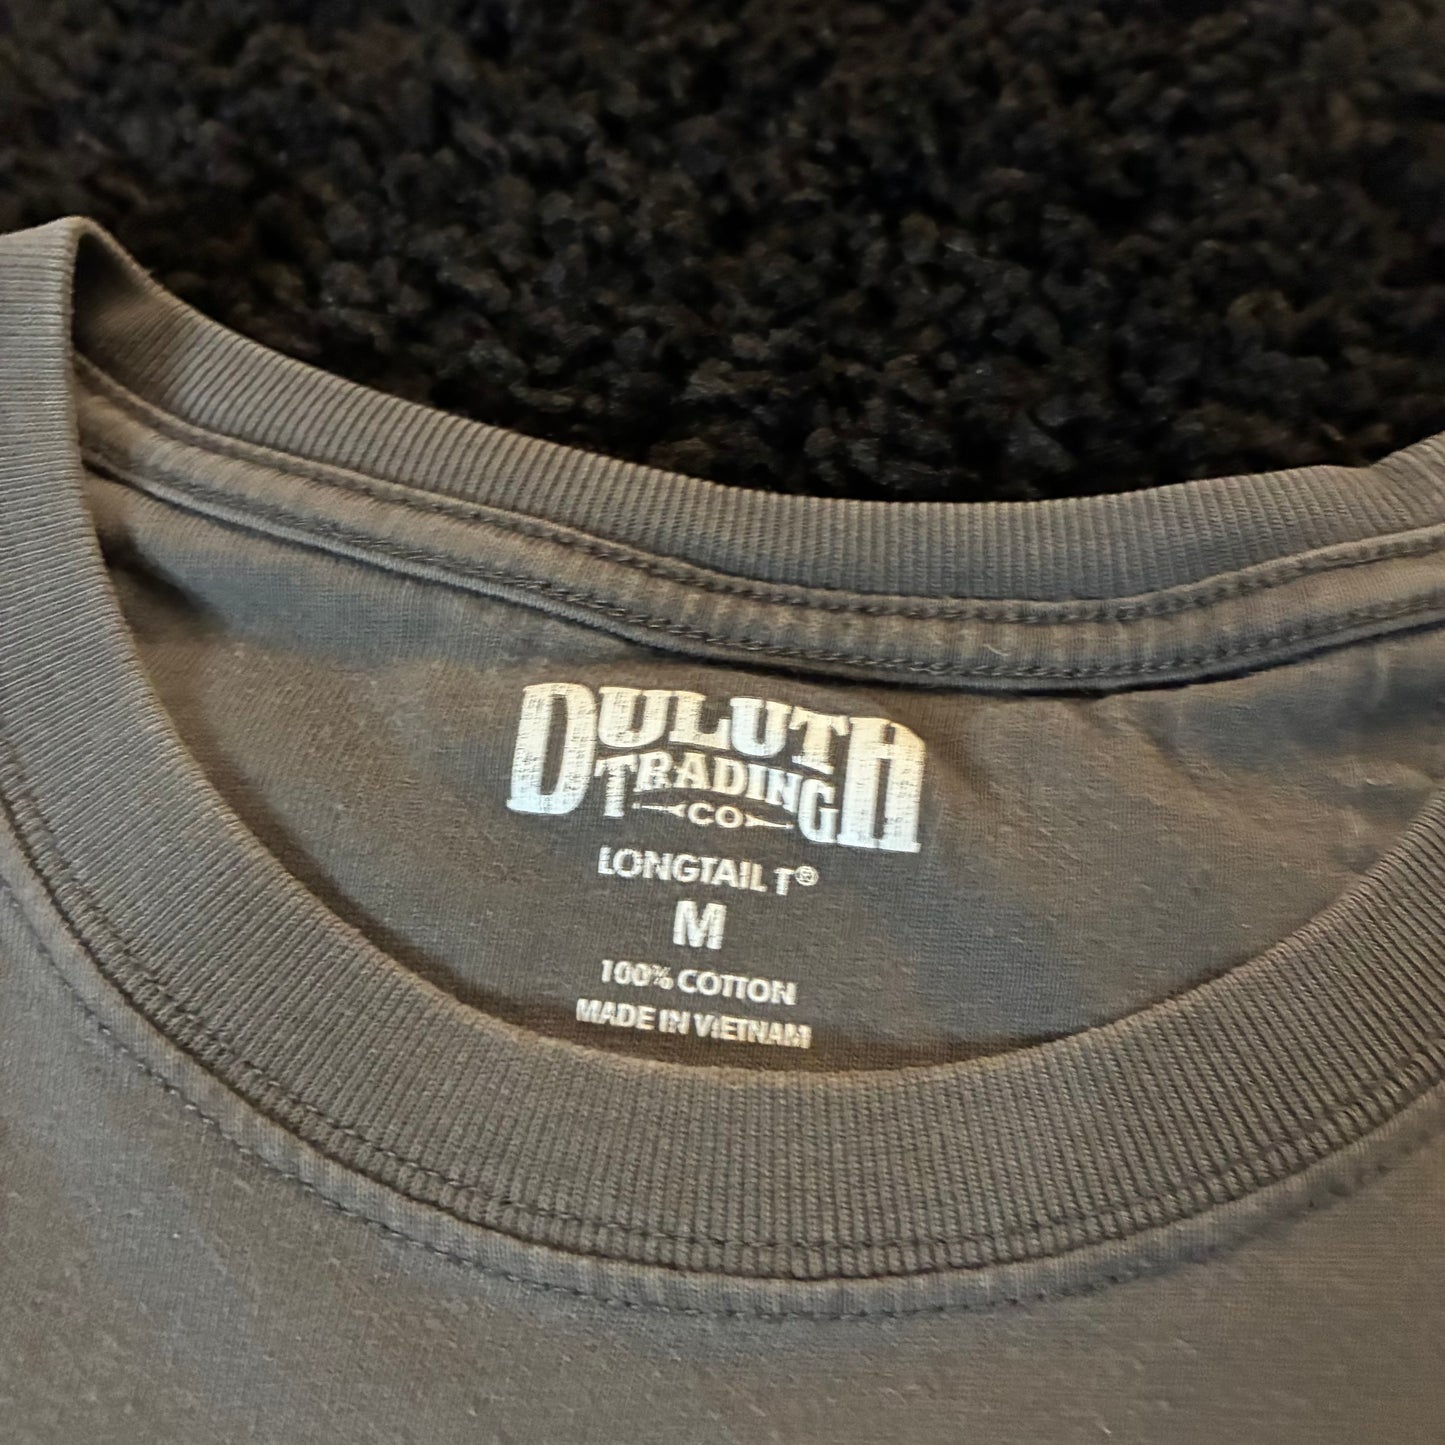 DULUTH
TRADING
CO
LONGTAIL T®
M
100% COTTON
MADE IN VIETNAM